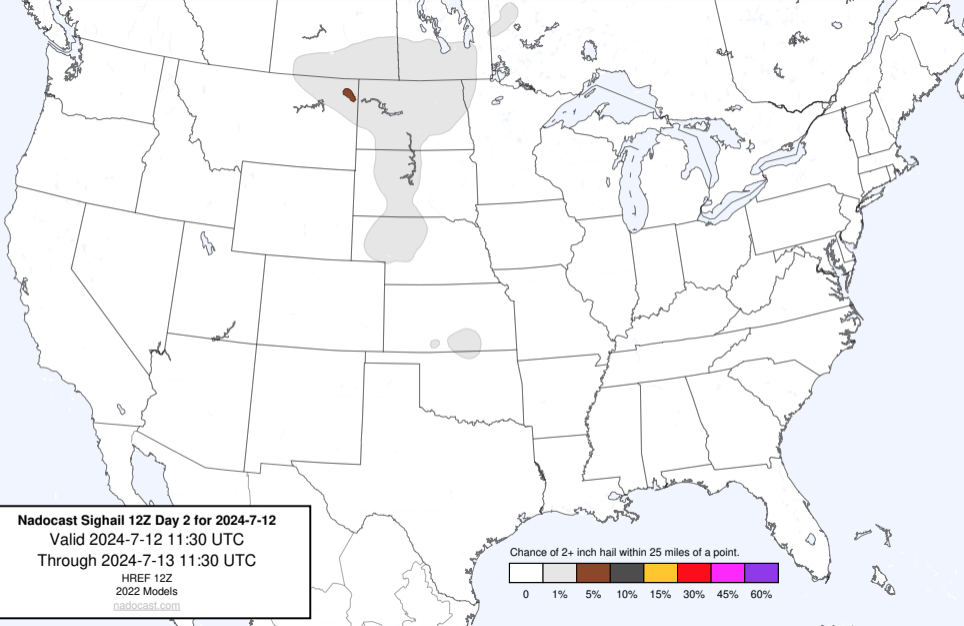 Nadocast Sighail 12Z Day 2 for 2024-7-12
Valid 2024-7-12 11:30 UTC
Through 2024-7-13 11:30 UTC
HREF 12Z
2022 Models
nadocast.com
Chance of 2+ inch hail within 25 miles of a point.
0 1% 5% 10% 15% 30% 45% 60%